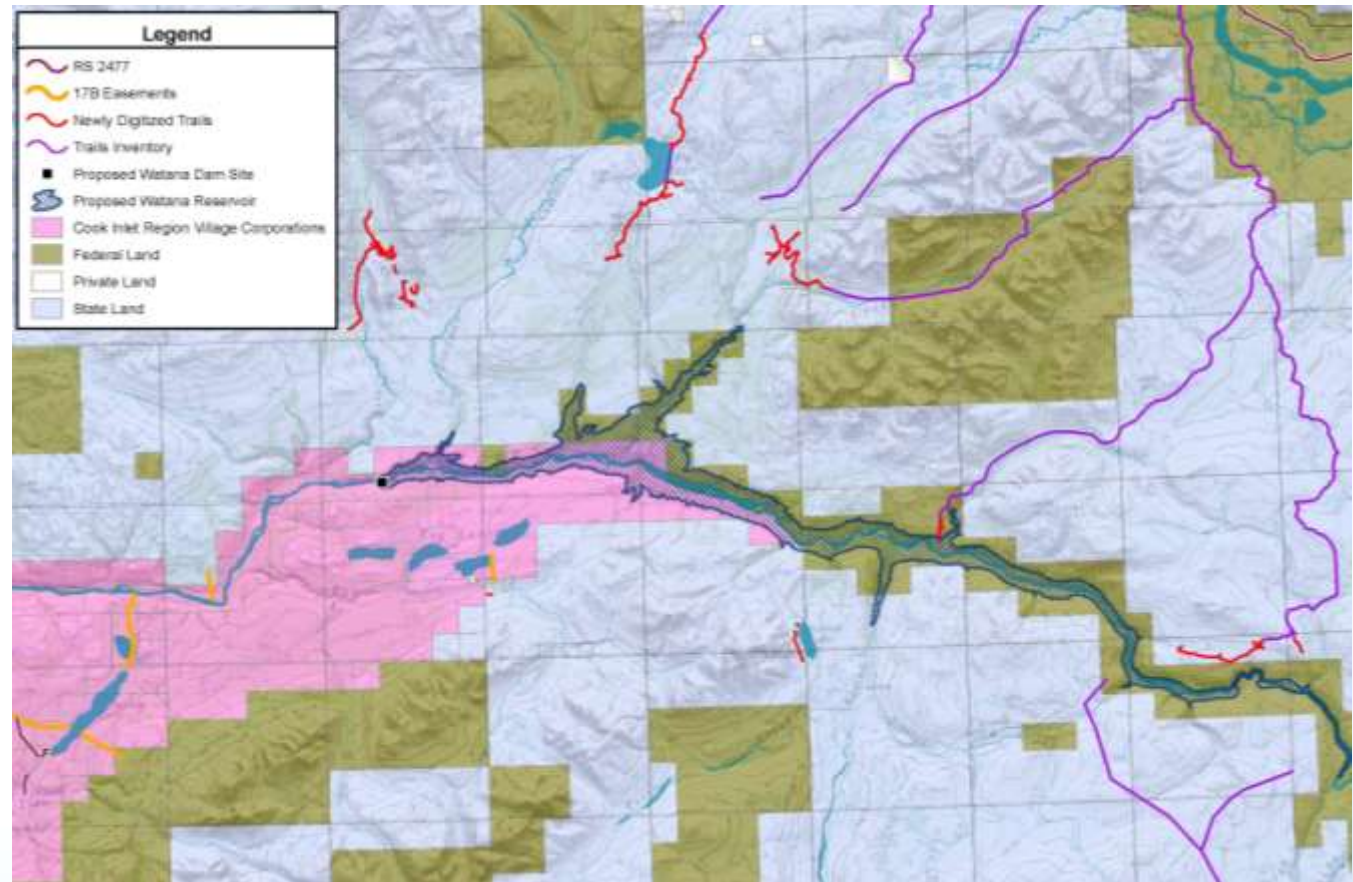 Legend
RS 2477
17B Easements
Newly Digitized Trails
Trails Inventory
Proposed Watana Dam Site
Proposed Watana Reservoir
Cook Inlet Region Village Corporations
Federal Land
Private Land
State Land